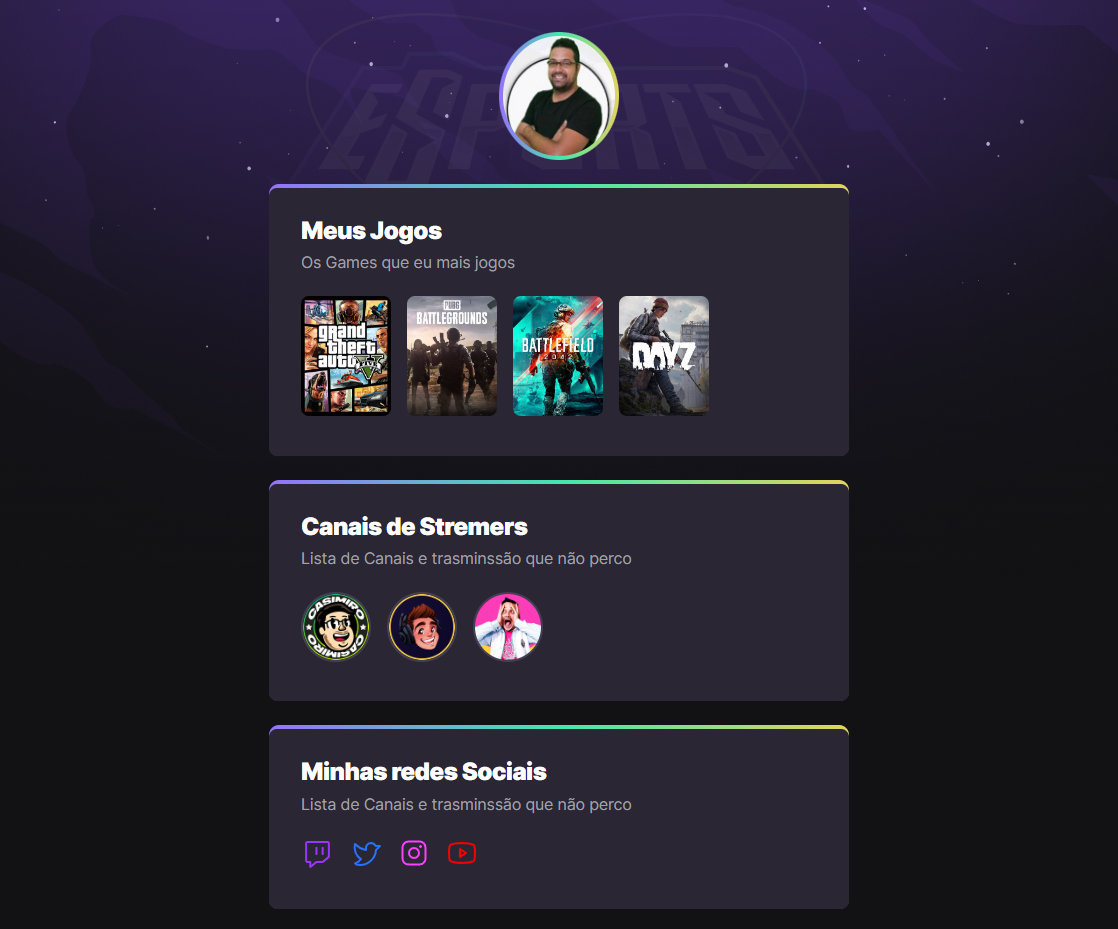 ESPORTS
Meus Jogos
Os Games que eu mais jogos
grand
theft
auto V
FIVE
PUBG
BATTLEGROUNDS
BATTLEFIELD
2042
DAYZ
Canais de Stremers
Lista de Canais e trasminssão que não perco
CASIMIRO
CASIMIRO
Minhas redes Sociais
Lista de Canais e trasminssão que não perco